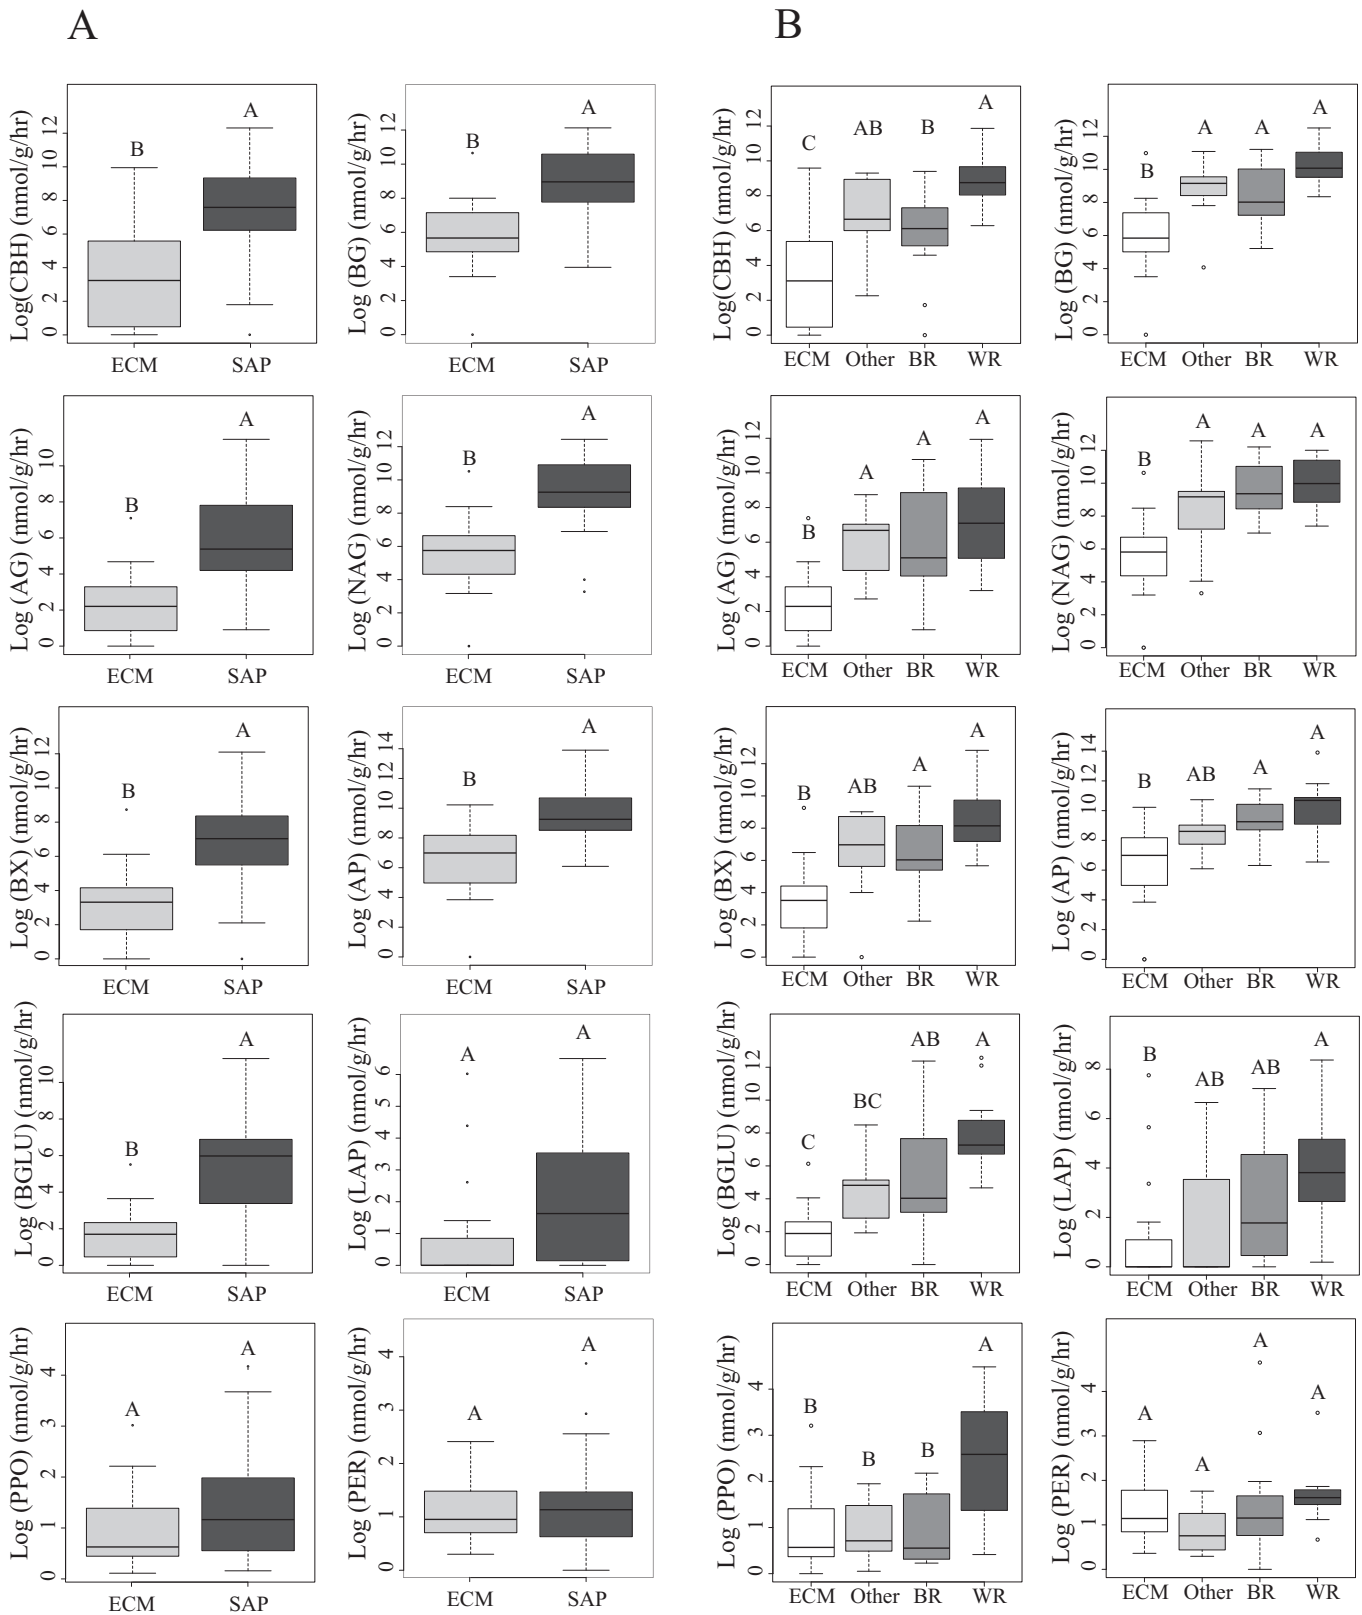 A
B
Log(CBH) (nmol/g/hr)
0 2 4 6 8 10 12
B
A
ECM SAP
Log (BG) (nmol/g/hr)
0 2 4 6 8 10 12
B
A
ECM SAP
Log(CBH) (nmol/g/hr)
0 2 4 6 8 10 12
C
AB
B
A
ECM Other BR WR
Log (BG) (nmol/g/hr)
0 2 4 6 8 10 12
B
A
A
A
ECM Other BR WR
Log (AG) (nmol/g/hr)
0 2 4 6 8 10
B
A
ECM SAP
Log (NAG) (nmol/g/hr)
0 2 4 6 8 10 12
B
A
ECM SAP
Log (AG) (nmol/g/hr)
0 2 4 6 8 10 12
B
A
A
A
ECM Other BR WR
Log (NAG) (nmol/g/hr)
0 2 4 6 8 10 12
B
A
A
A
ECM Other BR WR
Log (BX) (nmol/g/hr)
0 2 4 6 8 10 12
B
A
ECM SAP
Log (AP) (nmol/g/hr)
0 2 4 6 8 10 12 14
B
A
ECM SAP
Log (BX) (nmol/g/hr)
0 2 4 6 8 10 12
B
AB
A
A
ECM Other BR WR
Log (AP) (nmol/g/hr)
0 2 4 6 8 10 12 14
B
AB
A
A
ECM Other BR WR
Log (BGLU) (nmol/g/hr)
0 2 4 6 8 10
B
A
ECM SAP
Log (LAP) (nmol/g/hr)
0 1 2 3 4 5 6
A
A
ECM SAP
Log (BGLU) (nmol/g/hr)
0 2 4 6 8 10 12
C
BC
AB
A
ECM Other BR WR
Log (LAP) (nmol/g/hr)
0 2 4 6 8
B
AB
AB
A
ECM Other BR WR
Log (PPO) (nmol/g/hr)
0 1 2 3 4
A
A
ECM SAP
Log (PER) (nmol/g/hr)
0 1 2 3 4
A
A
ECM SAP
Log (PPO) (nmol/g/hr)
0 1 2 3 4
B
B
B
A
ECM Other BR WR
Log (PER) (nmol/g/hr)
0 1 2 3 4
A
A
A
A
ECM Other BR WR